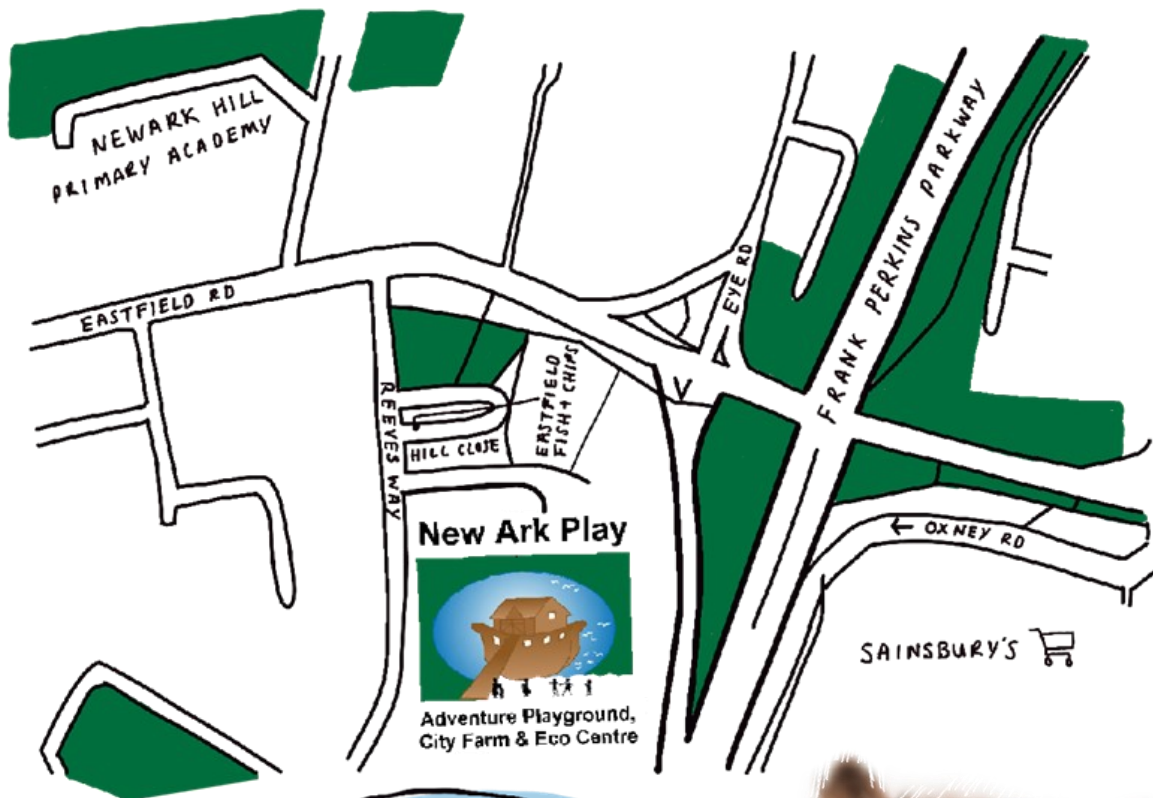 NEWARK HILL
PRIMARY ACADEMY
EASTFIELD RD
EYE RD
FRANK PERKINS PARKWAY
REEVES WAY
EASTFIELD
FISH + CHIPS
HILL CLOSE
← OXNEY RD
SAINSBURY'S
New Ark Play
Adventure Playground,
City Farm & Eco Centre